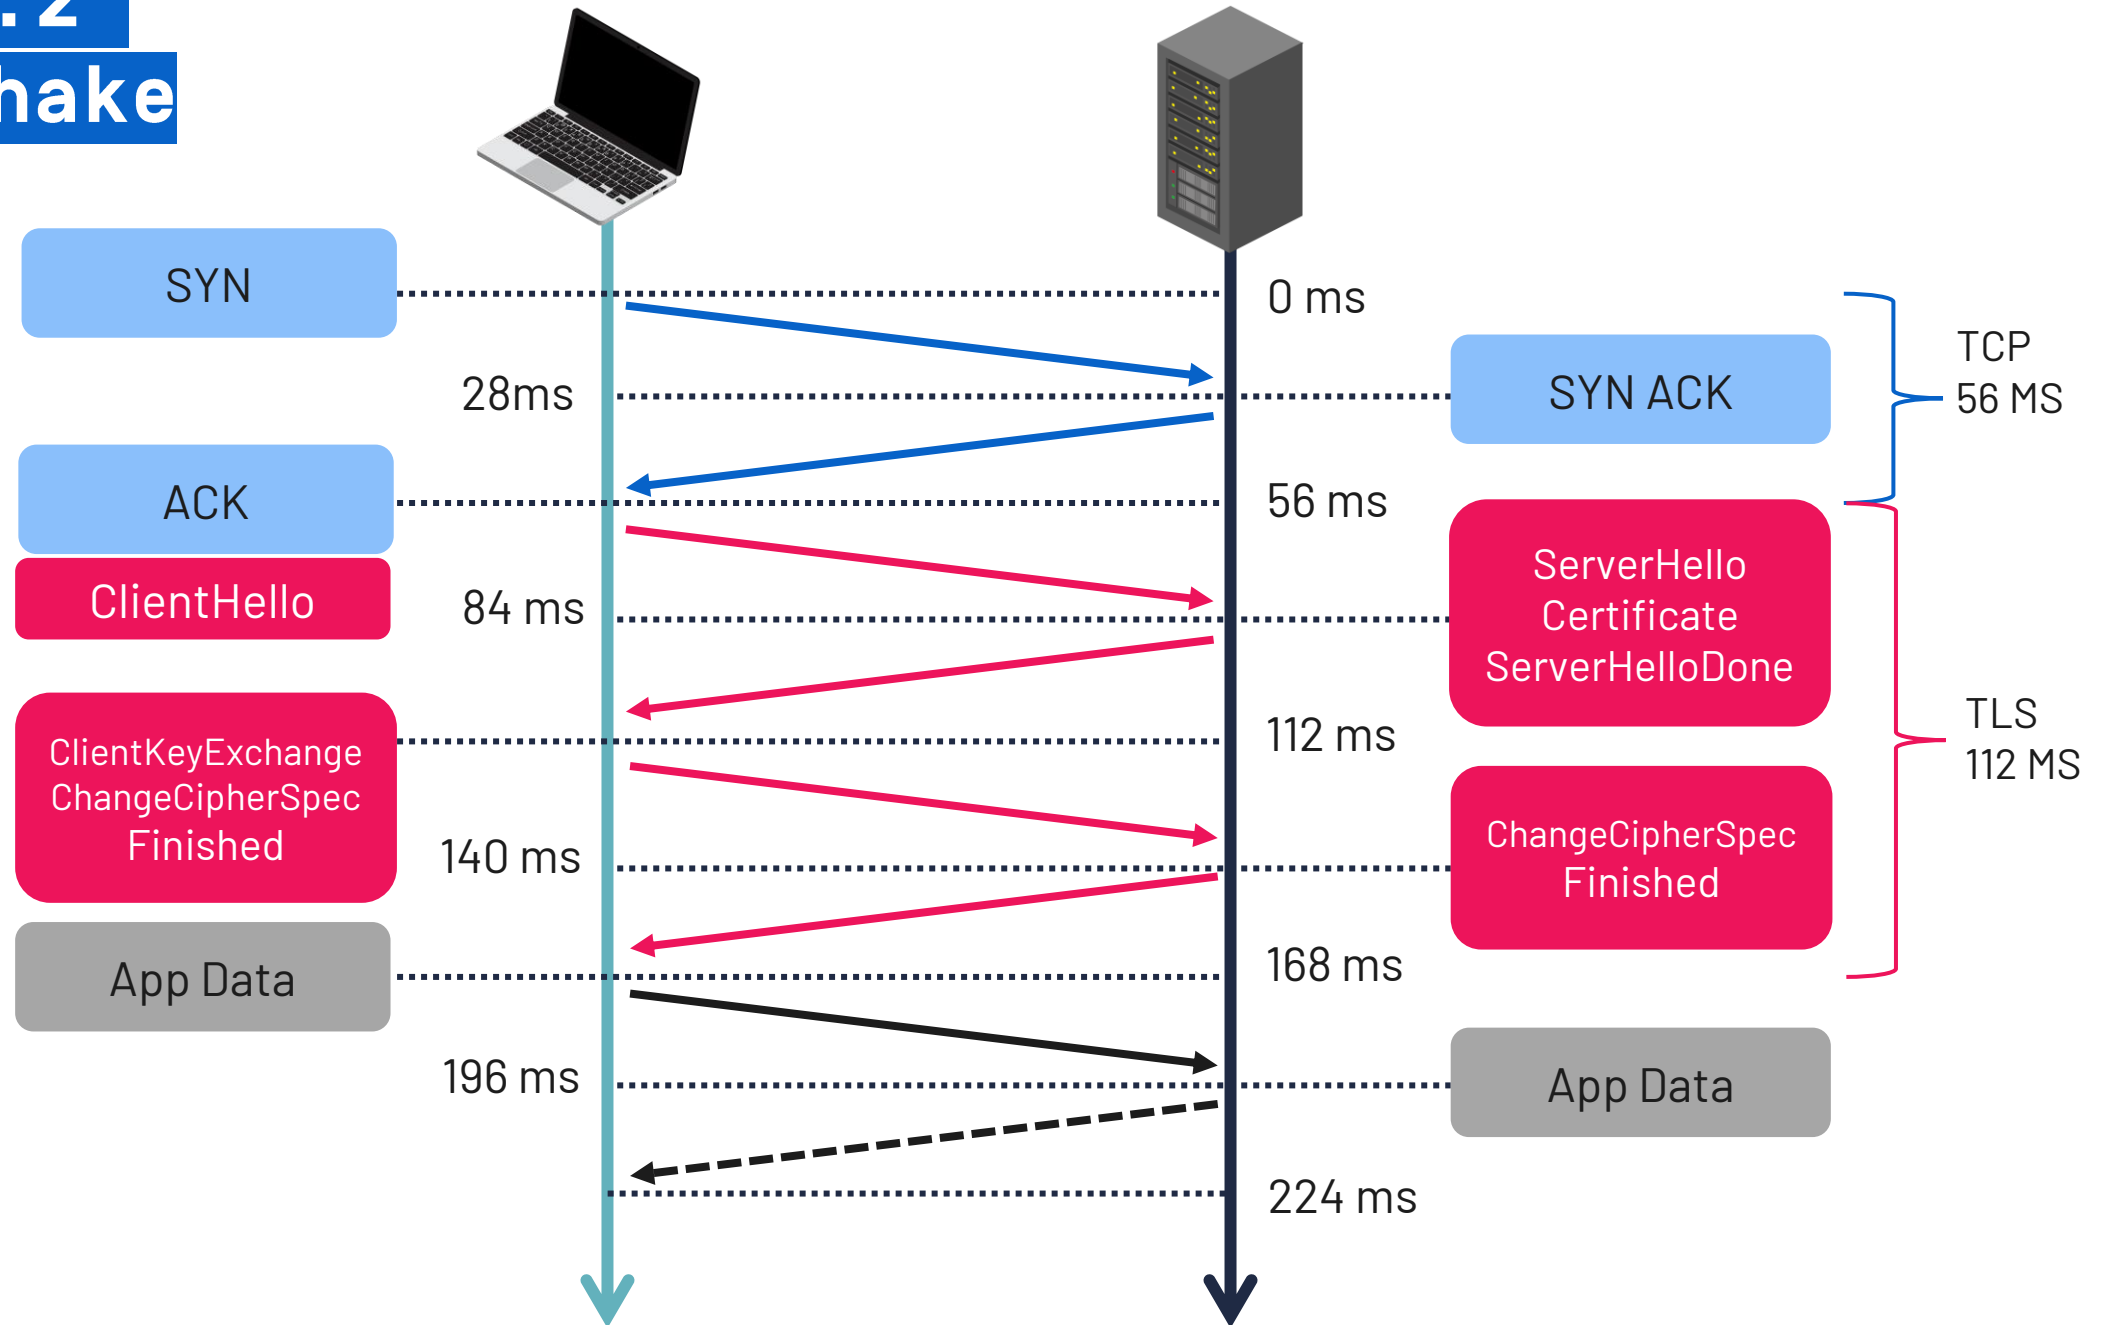 .2
hake
SYN
0 ms
28ms
SYN ACK
TCP
56 MS
ACK
56 ms
ClientHello
84 ms
ServerHello
Certificate
ServerHelloDone
ClientKeyExchange
ChangeCipherSpec
Finished
112 ms
TLS
112 MS
140 ms
ChangeCipherSpec
Finished
App Data
168 ms
196 ms
App Data
224 ms